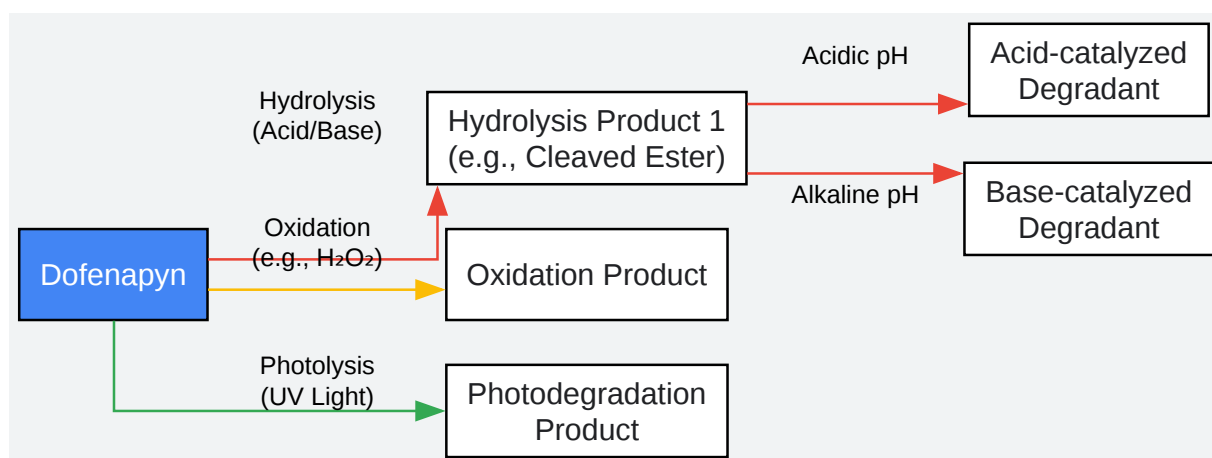 Acidic pH
Acid-catalyzed
Degradant
Hydrolysis
(Acid/Base)
Hydrolysis Product 1
(e.g., Cleaved Ester)
Alkaline pH
Base-catalyzed
Degradant
Oxidation
(e.g., H₂O₂)
Dofenapyn
Oxidation Product
Photolysis
(UV Light)
Photodegradation
Product